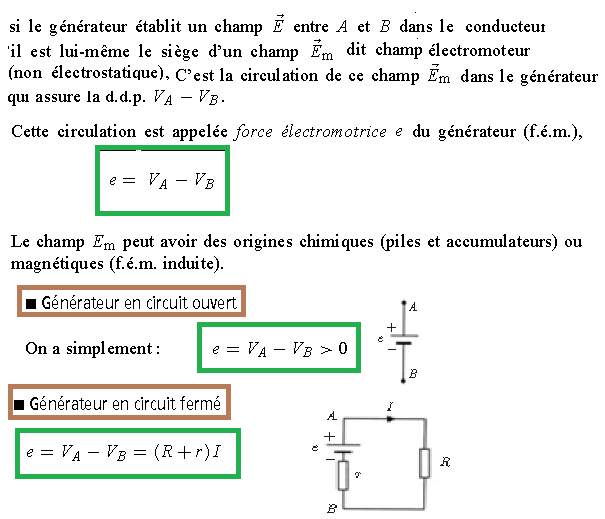 si le générateur établit un champ E⃗ entre A et B dans le conducteur
il est lui-même le siège d'un champ E⃗m dit champ électromoteur
(non électrostatique), C'est la circulation de ce champ E⃗m dans le générateur
qui assure la d.d.p. VA − VB.
Cette circulation est appelée force électromotrice e du générateur (f.é.m.),
e = VA − VB
Le champ Em peut avoir des origines chimiques (piles et accumulateurs) ou
magnétiques (f.é.m. induite).
■ Générateur en circuit ouvert
On a simplement :
e = VA − VB > 0
A
+
e
−
B
■ Générateur en circuit fermé
e = VA − VB = (R + r) I
A
I
+
e
−
r
R
B